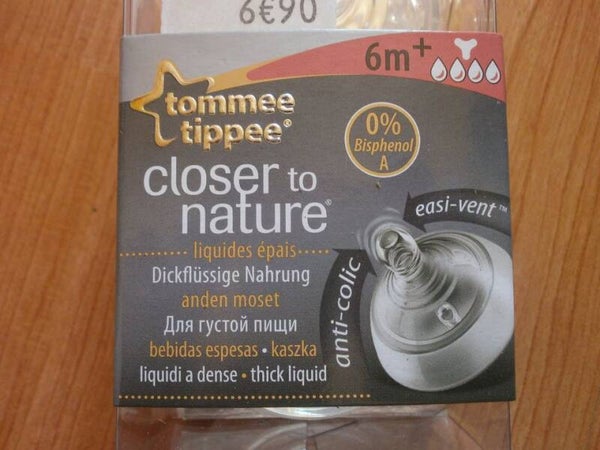 6€90
6m+
tommee
tippee®
0%
Bisphenol
A
closer to
nature®
easi-vent™
anti-colic
liquides épais
Dickflüssige Nahrung
anden moset
Для густой пищи
bebidas espesas • kaszka
liquidi a dense • thick liquid